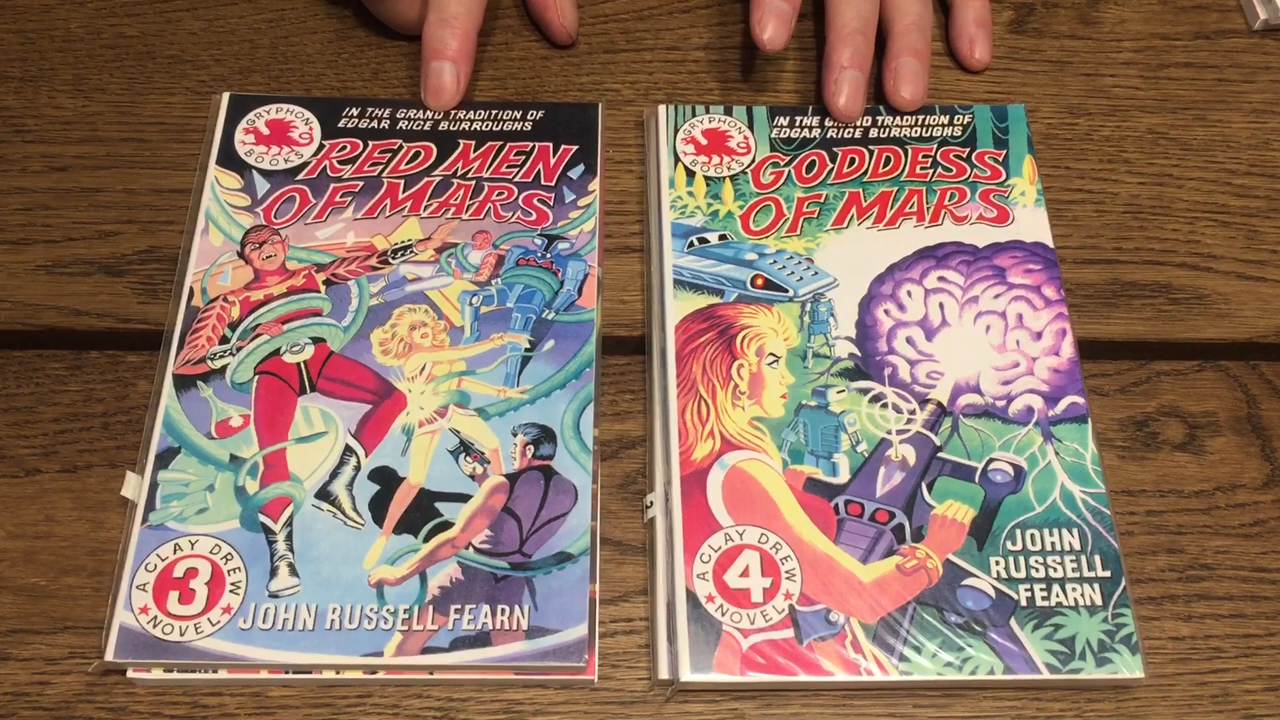 GRYPHON
BOOKS
IN THE GRAND TRADITION OF
EDGAR RICE BURROUGHS
RED MEN
OF MARS
A CLAY DREW
3
NOVEL
JOHN RUSSELL FEARN
GRYPHON
BOOKS
IN THE GRAND TRADITION OF
EDGAR RICE BURROUGHS
GODDESS
OF MARS
A CLAY DREW
4
NOVEL
JOHN
RUSSELL
FEARN